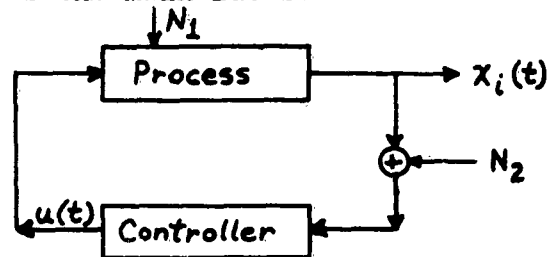 N₁
Process
xᵢ(t)
+
N₂
u(t)
Controller